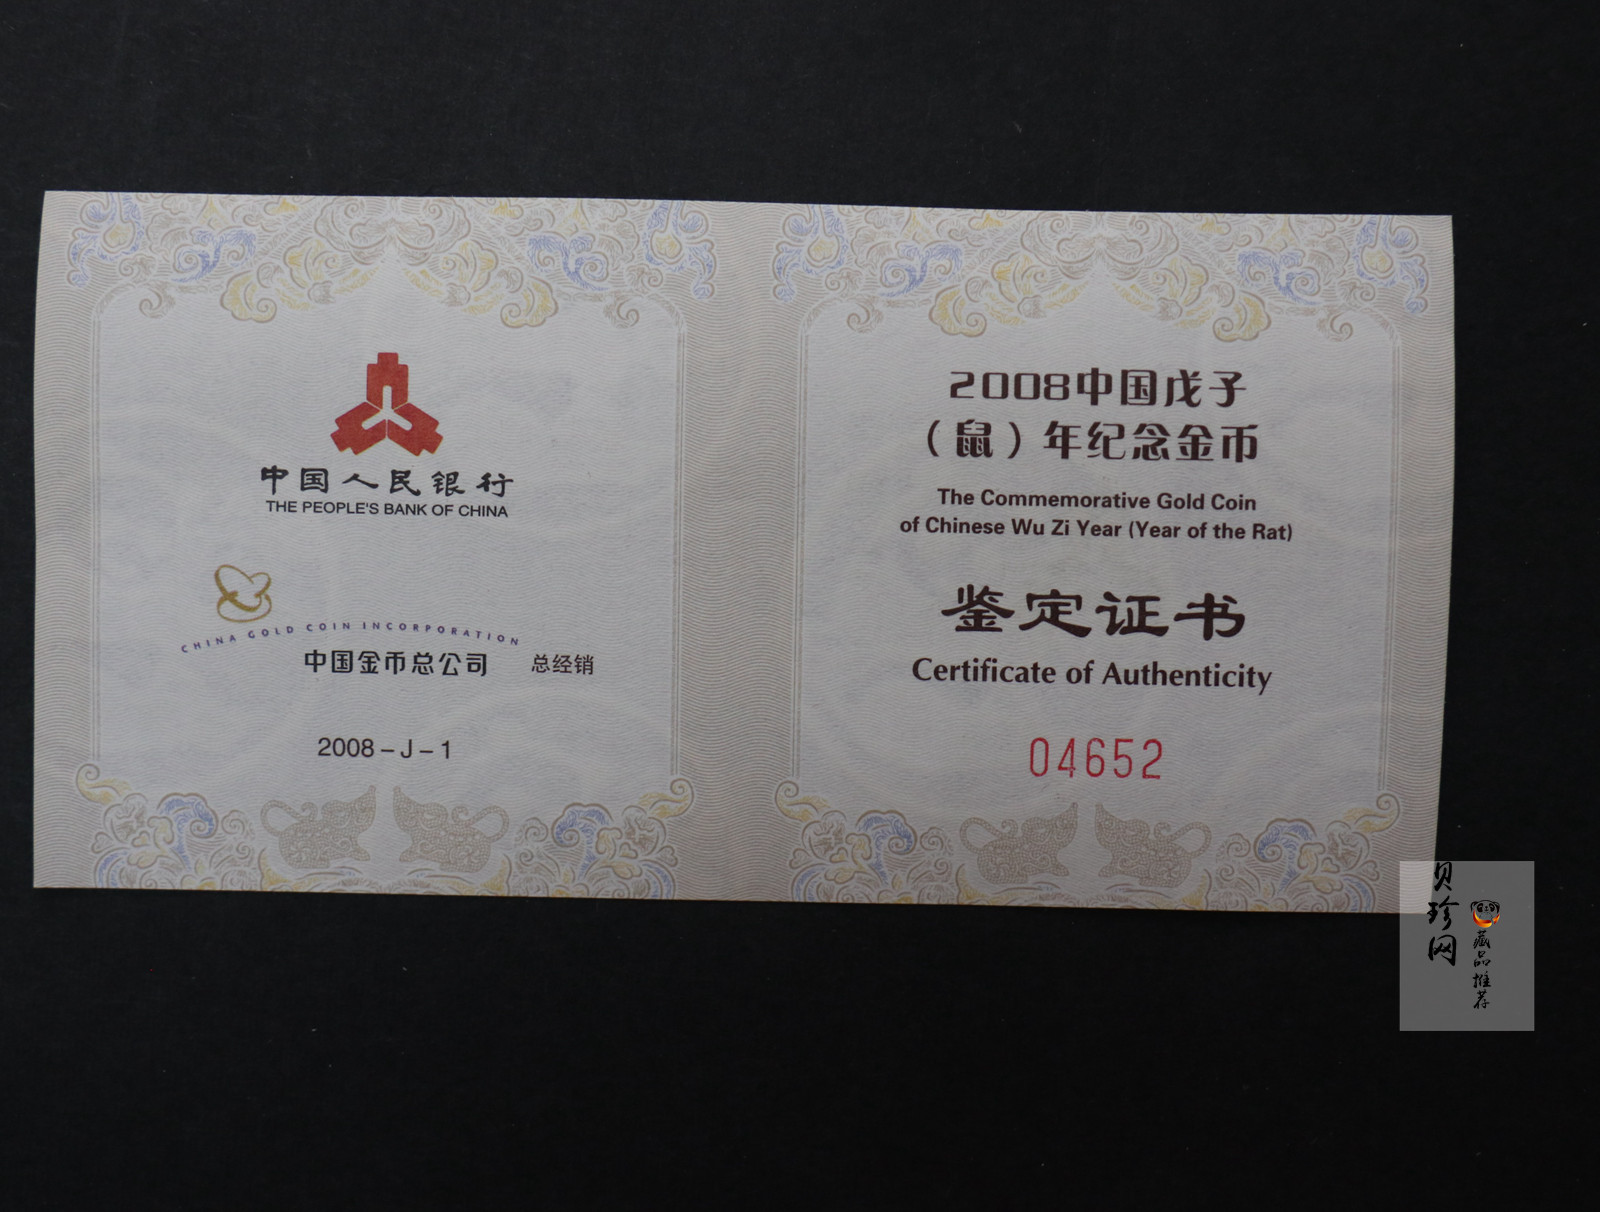 中国人民银行
THE PEOPLE'S BANK OF CHINA
CHINA GOLD COIN INCORPORATION
中国金币总公司 总经销
2008-J-1
2008中国戊子
（鼠）年纪念金币
The Commemorative Gold Coin
of Chinese Wu Zi Year (Year of the Rat)
鉴定证书
Certificate of Authenticity
04652
贝珍网
藏品推荐